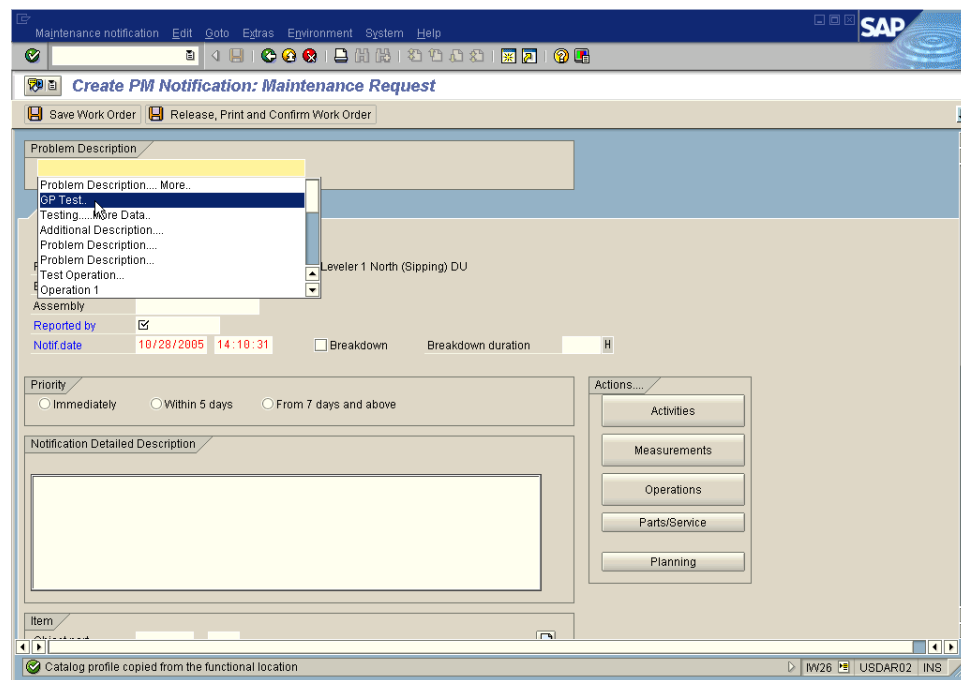 Maintenance notification Edit Goto Extras Environment System Help
SAP
Create PM Notification: Maintenance Request
Save Work Order Release, Print and Confirm Work Order
Problem Description
Problem Description.... More..
GP Test..
Testing.....More Data..
Additional Description....
Problem Description....
Problem Description...
Test Operation...
Operation 1
Leveler 1 North (Sipping) DU
Assembly
Reported by
Notif.date 10/28/2005 14:10:31 Breakdown Breakdown duration H
Priority
Immediately Within 5 days From 7 days and above
Actions....
Activities
Notification Detailed Description
Measurements
Operations
Parts/Service
Planning
Item
Catalog profile copied from the functional location IW26 USDAR02 INS